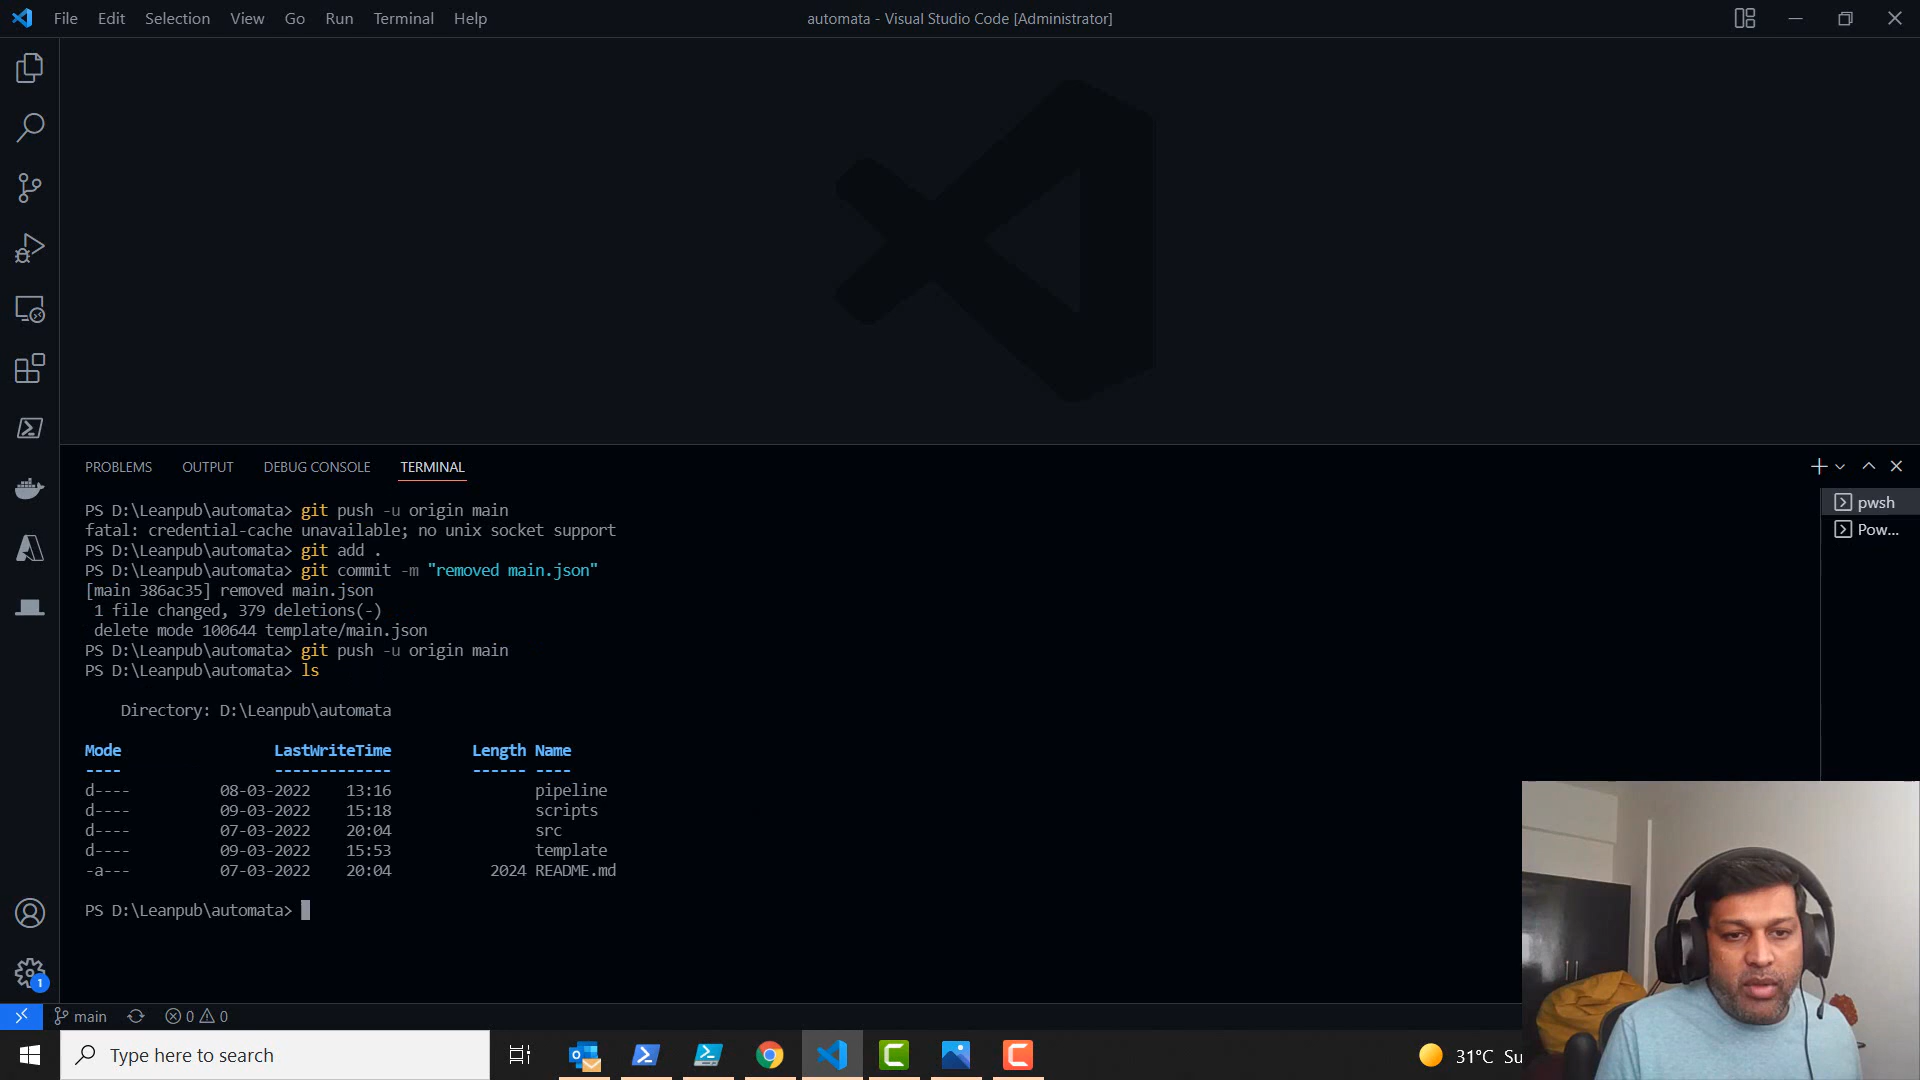 File Edit Selection View Go Run Terminal Help
automata - Visual Studio Code [Administrator]
PROBLEMS OUTPUT DEBUG CONSOLE TERMINAL
PS D:\Leanpub\automata> git push -u origin main
fatal: credential-cache unavailable; no unix socket support
PS D:\Leanpub\automata> git add .
PS D:\Leanpub\automata> git commit -m "removed main.json"
[main 386ac35] removed main.json
1 file changed, 379 deletions(-)
delete mode 100644 template/main.json
PS D:\Leanpub\automata> git push -u origin main
PS D:\Leanpub\automata> ls
Directory: D:\Leanpub\automata
Mode LastWriteTime Length Name
---- ------------- ------ ----
d---- 08-03-2022 13:16 pipeline
d---- 09-03-2022 15:18 scripts
d---- 07-03-2022 20:04 src
d---- 09-03-2022 15:53 template
-a--- 07-03-2022 20:04 2024 README.md
PS D:\Leanpub\automata>
pwsh
Pow...
1
main 0 0
Type here to search
31°C Su